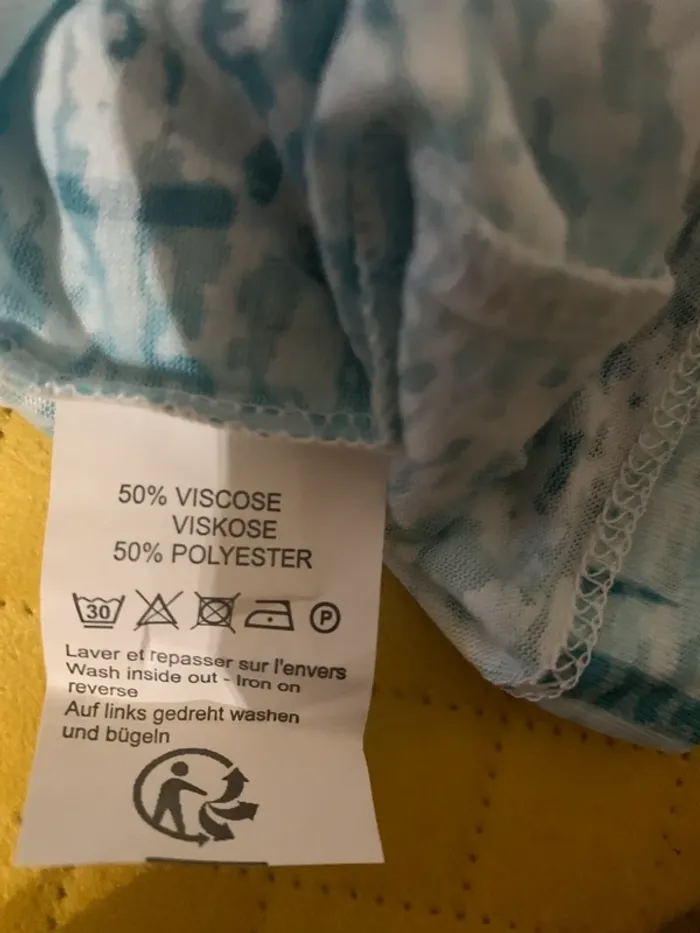 50% VISCOSE
VISKOSE
50% POLYESTER
30 P
Laver et repasser sur l'envers
Wash inside out - Iron on
reverse
Auf links gedreht washen
und bügeln